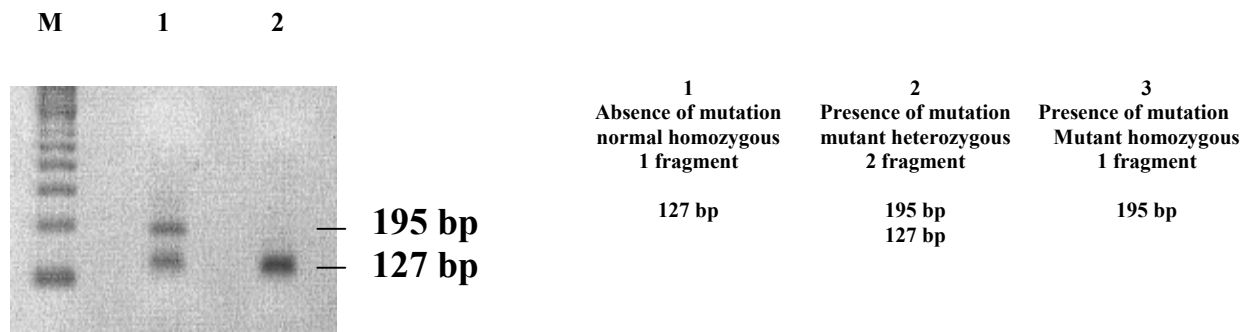 M 1 2
195 bp
127 bp
1
Absence of mutation
normal homozygous
1 fragment
127 bp
2
Presence of mutation
mutant heterozygous
2 fragment
195 bp
127 bp
3
Presence of mutation
Mutant homozygous
1 fragment
195 bp